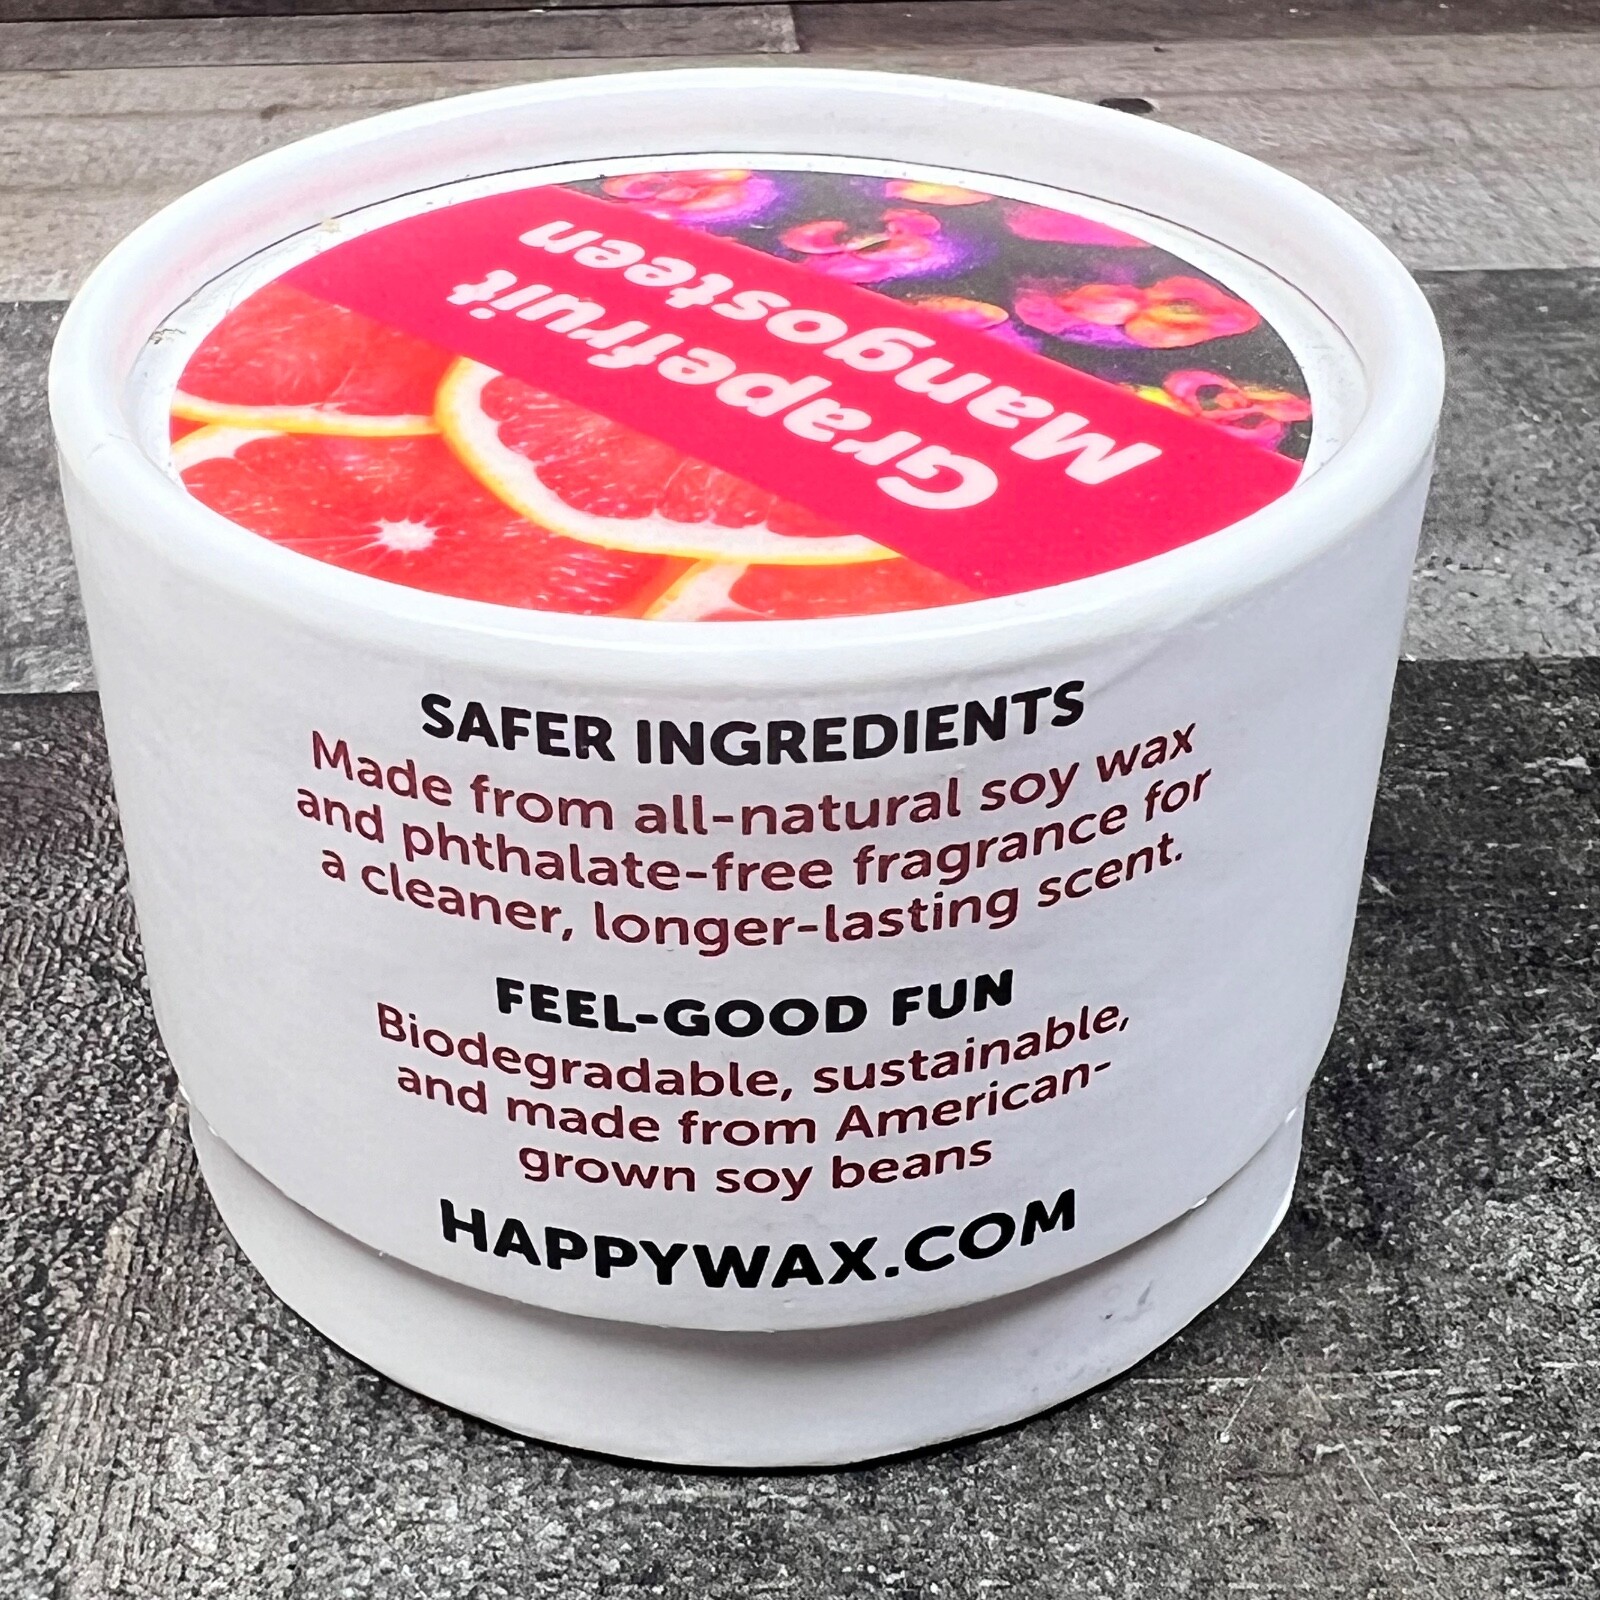 Grapefruit
Mangosteen
SAFER INGREDIENTS
Made from all-natural soy wax
and phthalate-free fragrance for
a cleaner, longer-lasting scent.
FEEL-GOOD FUN
Biodegradable, sustainable,
and made from American-
grown soy beans
HAPPYWAX.COM